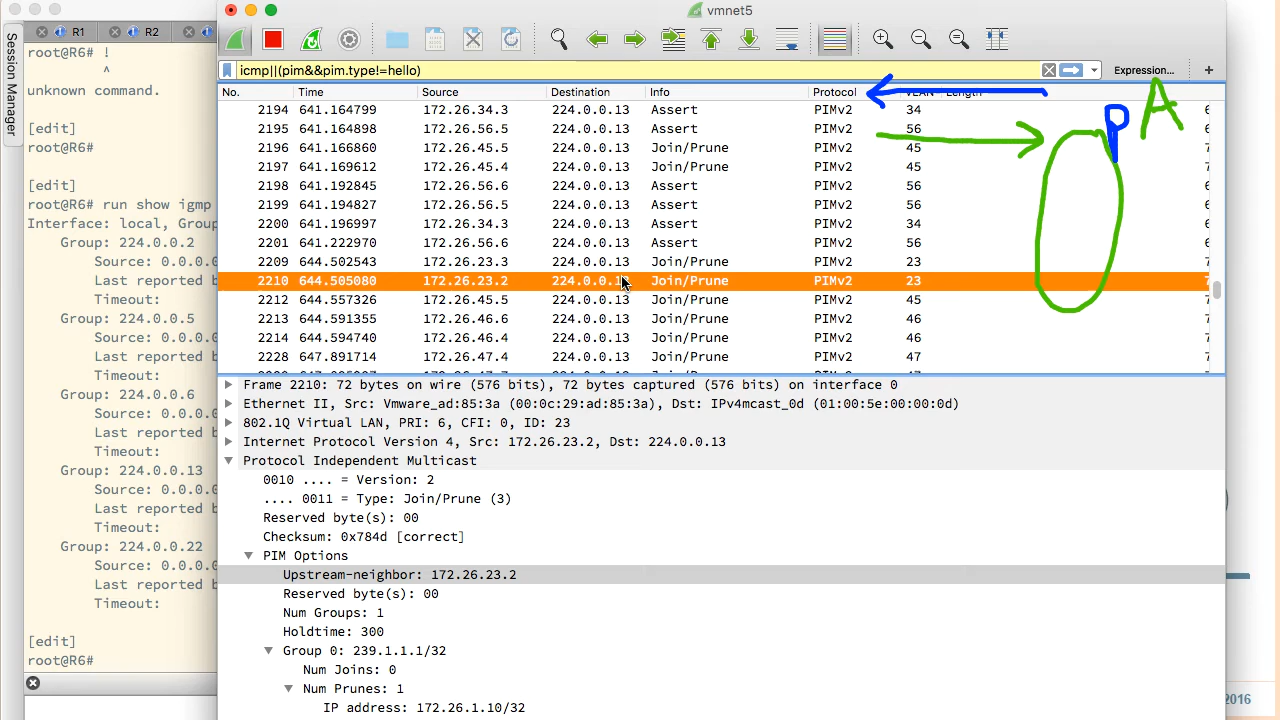 Session Manager
R1
R2
root@R6# !
^
unknown command.
[edit]
root@R6#
[edit]
root@R6# run show igmp
Interface: local, Group
Group: 224.0.0.2
Source: 0.0.0.0
Last reported b
Timeout:
Group: 224.0.0.5
Source: 0.0.0.0
Last reported b
Timeout:
Group: 224.0.0.6
Source: 0.0.0.0
Last reported b
Timeout:
Group: 224.0.0.13
Source: 0.0.0.0
Last reported b
Timeout:
Group: 224.0.0.22
Source: 0.0.0.0
Last reported b
Timeout:
[edit]
root@R6#
vmnet5
icmp||(pim&&pim.type!=hello)
Expression...
+
No. Time Source Destination Info Protocol VLAN Length
2194 641.164799 172.26.34.3 224.0.0.13 Assert PIMv2 34 6
2195 641.164898 172.26.56.5 224.0.0.13 Assert PIMv2 56 6
2196 641.166060 172.26.45.5 224.0.0.13 Join/Prune PIMv2 45 7
2197 641.169612 172.26.45.4 224.0.0.13 Join/Prune PIMv2 45 7
2198 641.192845 172.26.56.6 224.0.0.13 Assert PIMv2 56 6
2199 641.194827 172.26.56.5 224.0.0.13 Assert PIMv2 56 6
2200 641.196997 172.26.34.3 224.0.0.13 Assert PIMv2 34 6
2201 641.222970 172.26.56.6 224.0.0.13 Assert PIMv2 56 6
2209 644.502543 172.26.23.3 224.0.0.13 Join/Prune PIMv2 23 7
2210 644.505080 172.26.23.2 224.0.0.13 Join/Prune PIMv2 23 7
2212 644.557326 172.26.45.5 224.0.0.13 Join/Prune PIMv2 45 7
2213 644.591355 172.26.46.6 224.0.0.13 Join/Prune PIMv2 46 7
2214 644.594740 172.26.46.4 224.0.0.13 Join/Prune PIMv2 46 7
2228 647.891714 172.26.47.4 224.0.0.13 Join/Prune PIMv2 47 7
P
A
Frame 2210: 72 bytes on wire (576 bits), 72 bytes captured (576 bits) on interface 0
Ethernet II, Src: Vmware_ad:85:3a (00:0c:29:ad:85:3a), Dst: IPv4mcast_0d (01:00:5e:00:00:0d)
802.1Q Virtual LAN, PRI: 6, CFI: 0, ID: 23
Internet Protocol Version 4, Src: 172.26.23.2, Dst: 224.0.0.13
Protocol Independent Multicast
0010 .... = Version: 2
.... 0011 = Type: Join/Prune (3)
Reserved byte(s): 00
Checksum: 0x784d [correct]
PIM Options
Upstream-neighbor: 172.26.23.2
Reserved byte(s): 00
Num Groups: 1
Holdtime: 300
Group 0: 239.1.1.1/32
Num Joins: 0
Num Prunes: 1
IP address: 172.26.1.10/32
2016